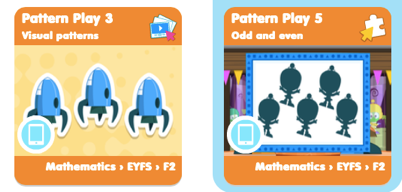 Pattern Play 3
Visual patterns
Mathematics › EYFS › F2
Pattern Play 5
Odd and even
Mathematics › EYFS › F2